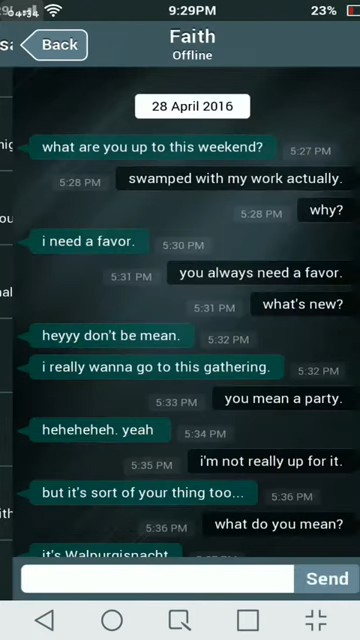 9:29PM
23%
04:34
Back
Faith
Offline
28 April 2016
what are you up to this weekend?
5:27 PM
5:28 PM
swamped with my work actually.
5:28 PM
why?
i need a favor.
5:30 PM
5:31 PM
you always need a favor.
5:31 PM
what's new?
heyyy don't be mean.
5:32 PM
i really wanna go to this gathering.
5:32 PM
5:33 PM
you mean a party.
heheheheh. yeah
5:34 PM
5:35 PM
i'm not really up for it.
but it's sort of your thing too...
5:36 PM
5:36 PM
what do you mean?
it's Walpurgisnacht
Send